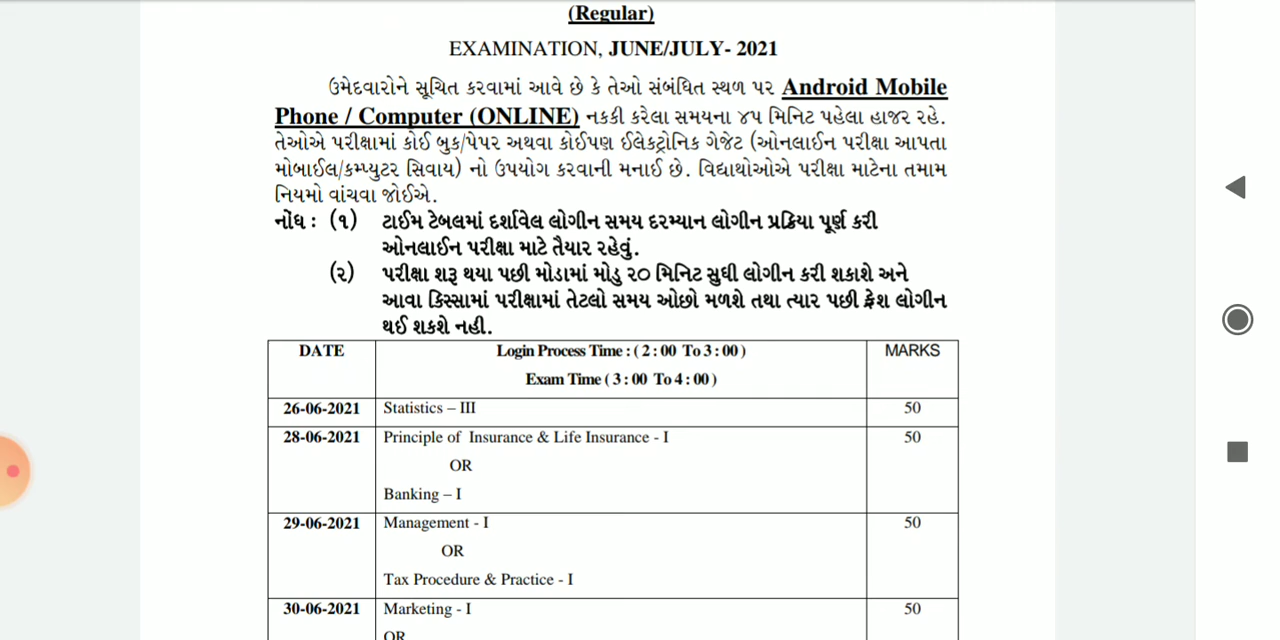 (Regular)
EXAMINATION, JUNE/JULY- 2021
ઉમેદવારોને સૂચિત કરવામાં આવે છે કે તેઓ સંબંધિત સ્થળ પર Android Mobile
Phone / Computer (ONLINE) નકકી કરેલા સમયના ૪૫ મિનિટ પહેલા હાજર રહે.
તેઓએ પરીક્ષામાં કોઈ બુક/પેપર અથવા કોઈપણ ઈલેકટ્રોનિક ગેજેટ (ઓનલાઈન પરીક્ષા આપતા
મોબાઈલ/કમ્પ્યુટર સિવાય) નો ઉપયોગ કરવાની મનાઈ છે. વિદ્યાથોઓએ પરીક્ષા માટેના તમામ
નિયમો વાંચવા જોઈએ.
નોંધ : (૧) ટાઈમ ટેબલમાં દર્શાવેલ લોગીન સમય દરમ્યાન લોગીન પ્રક્રિયા પૂર્ણ કરી
ઓનલાઈન પરીક્ષા માટે તૈયાર રહેવું.
(૨) પરીક્ષા શરૂ થયા પછી મોડામાં મોડુ ૨૦ મિનિટ સુધી લોગીન કરી શકાશે અને
આવા કિસ્સામાં પરીક્ષામાં તેટલો સમય ઓછો મળશે તથા ત્યાર પછી ફ્રેશ લોગીન
થઈ શકશે નહી.
DATE Login Process Time : ( 2 : 00 To 3 : 00 ) MARKS
Exam Time ( 3 : 00 To 4 : 00 )
26-06-2021 Statistics – III 50
28-06-2021 Principle of Insurance & Life Insurance - I 50
OR
Banking – I
29-06-2021 Management - I 50
OR
Tax Procedure & Practice - I
30-06-2021 Marketing - I 50
OR